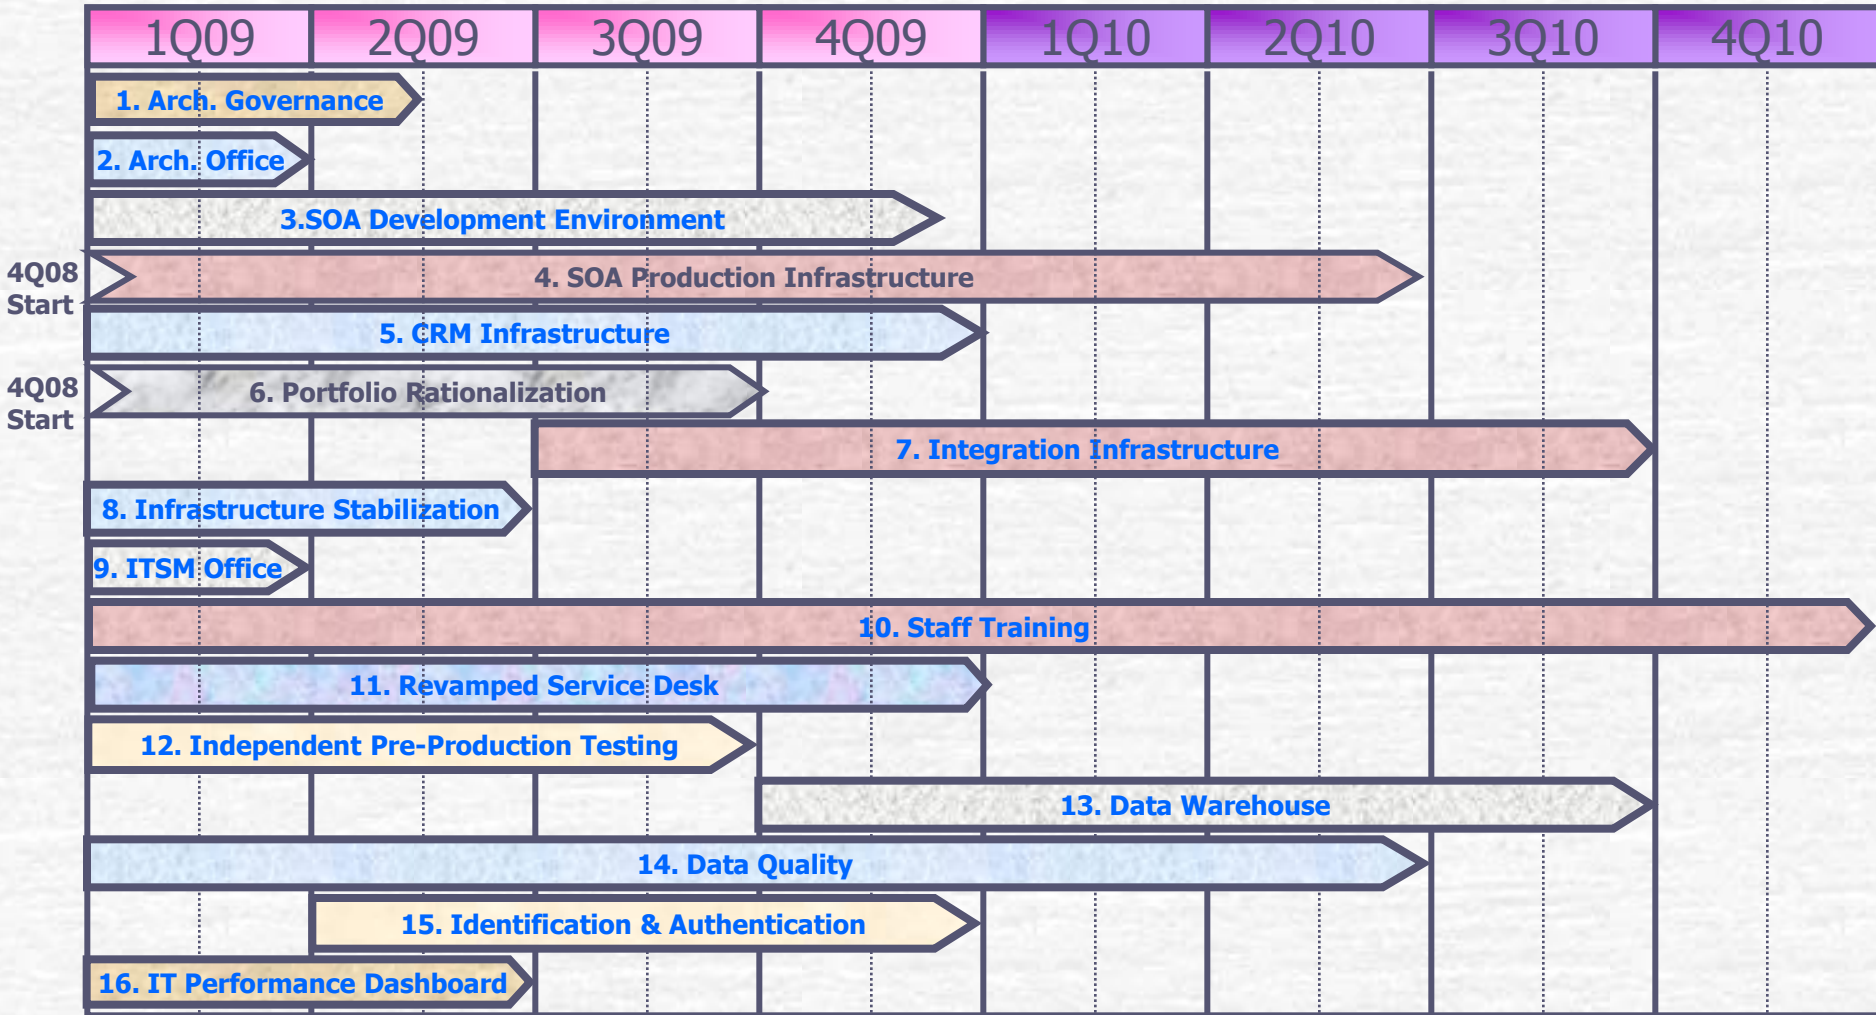 1Q09 2Q09 3Q09 4Q09 1Q10 2Q10 3Q10 4Q10
1. Arch. Governance
2. Arch. Office
3.SOA Development Environment
4Q08
Start
4. SOA Production Infrastructure
5. CRM Infrastructure
4Q08
Start
6. Portfolio Rationalization
7. Integration Infrastructure
8. Infrastructure Stabilization
9. ITSM Office
10. Staff Training
11. Revamped Service Desk
12. Independent Pre-Production Testing
13. Data Warehouse
14. Data Quality
15. Identification & Authentication
16. IT Performance Dashboard